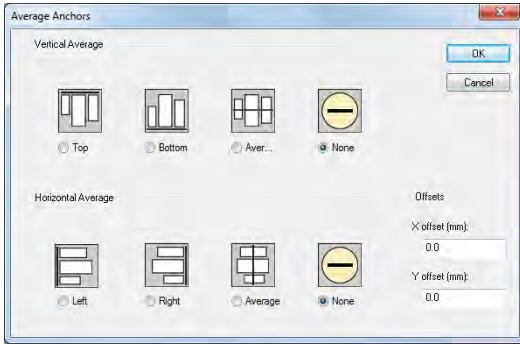 Average Anchors
Vertical Average
OK
Cancel
Top
Bottom
Aver...
None
Horizontal Average
Offsets
X offset (mm):
0.0
Y offset (mm):
0.0
Left
Right
Average
None